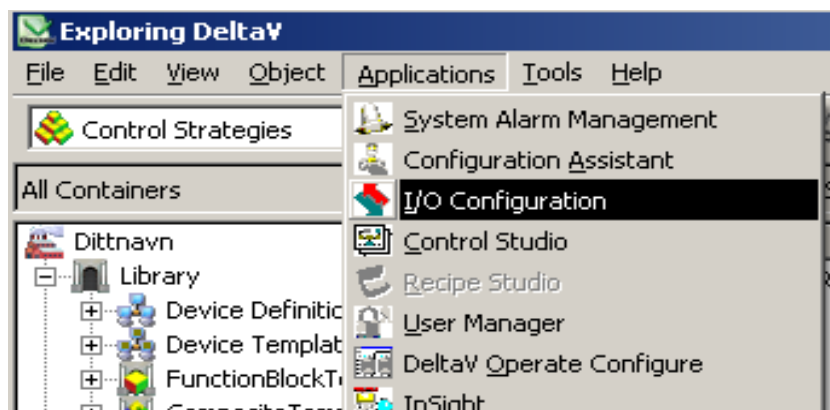 Exploring DeltaV
File Edit View Object Applications Tools Help
Control Strategies
All Containers
Dittnavn
Library
Device Definitic
Device Templat
FunctionBlockT
System Alarm Management
Configuration Assistant
I/O Configuration
Control Studio
Recipe Studio
User Manager
DeltaV Operate Configure
InSight